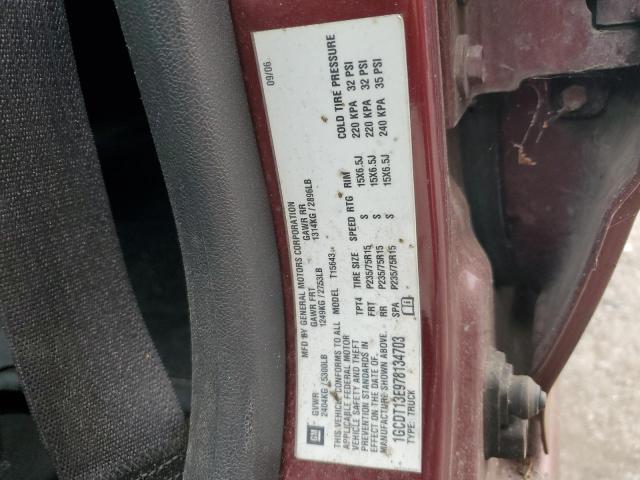 MFD BY GENERAL MOTORS CORPORATION 09/06
GVWR GAWR FRT GAWR RR
2404KG/5300LB 1249KG/2753LB 1314KG/2896LB
THIS VEHICLE CONFORMS TO ALL
APPLICABLE FEDERAL MOTOR
VEHICLE SAFETY AND THEFT
PREVENTION STANDARDS IN
EFFECT ON THE DATE OF
MANUFACTURE SHOWN ABOVE.
1GCDT13E978134703
TYPE: TRUCK
MODEL T15643
TPT4 TIRE SIZE SPEED RTG RIM COLD TIRE PRESSURE
FRT P235/75R15 S 15X6.5J 220 KPA 32 PSI
RR P235/75R15 S 15X6.5J 220 KPA 32 PSI
SPA P235/75R15 S 15X6.5J 240 KPA 35 PSI
GM